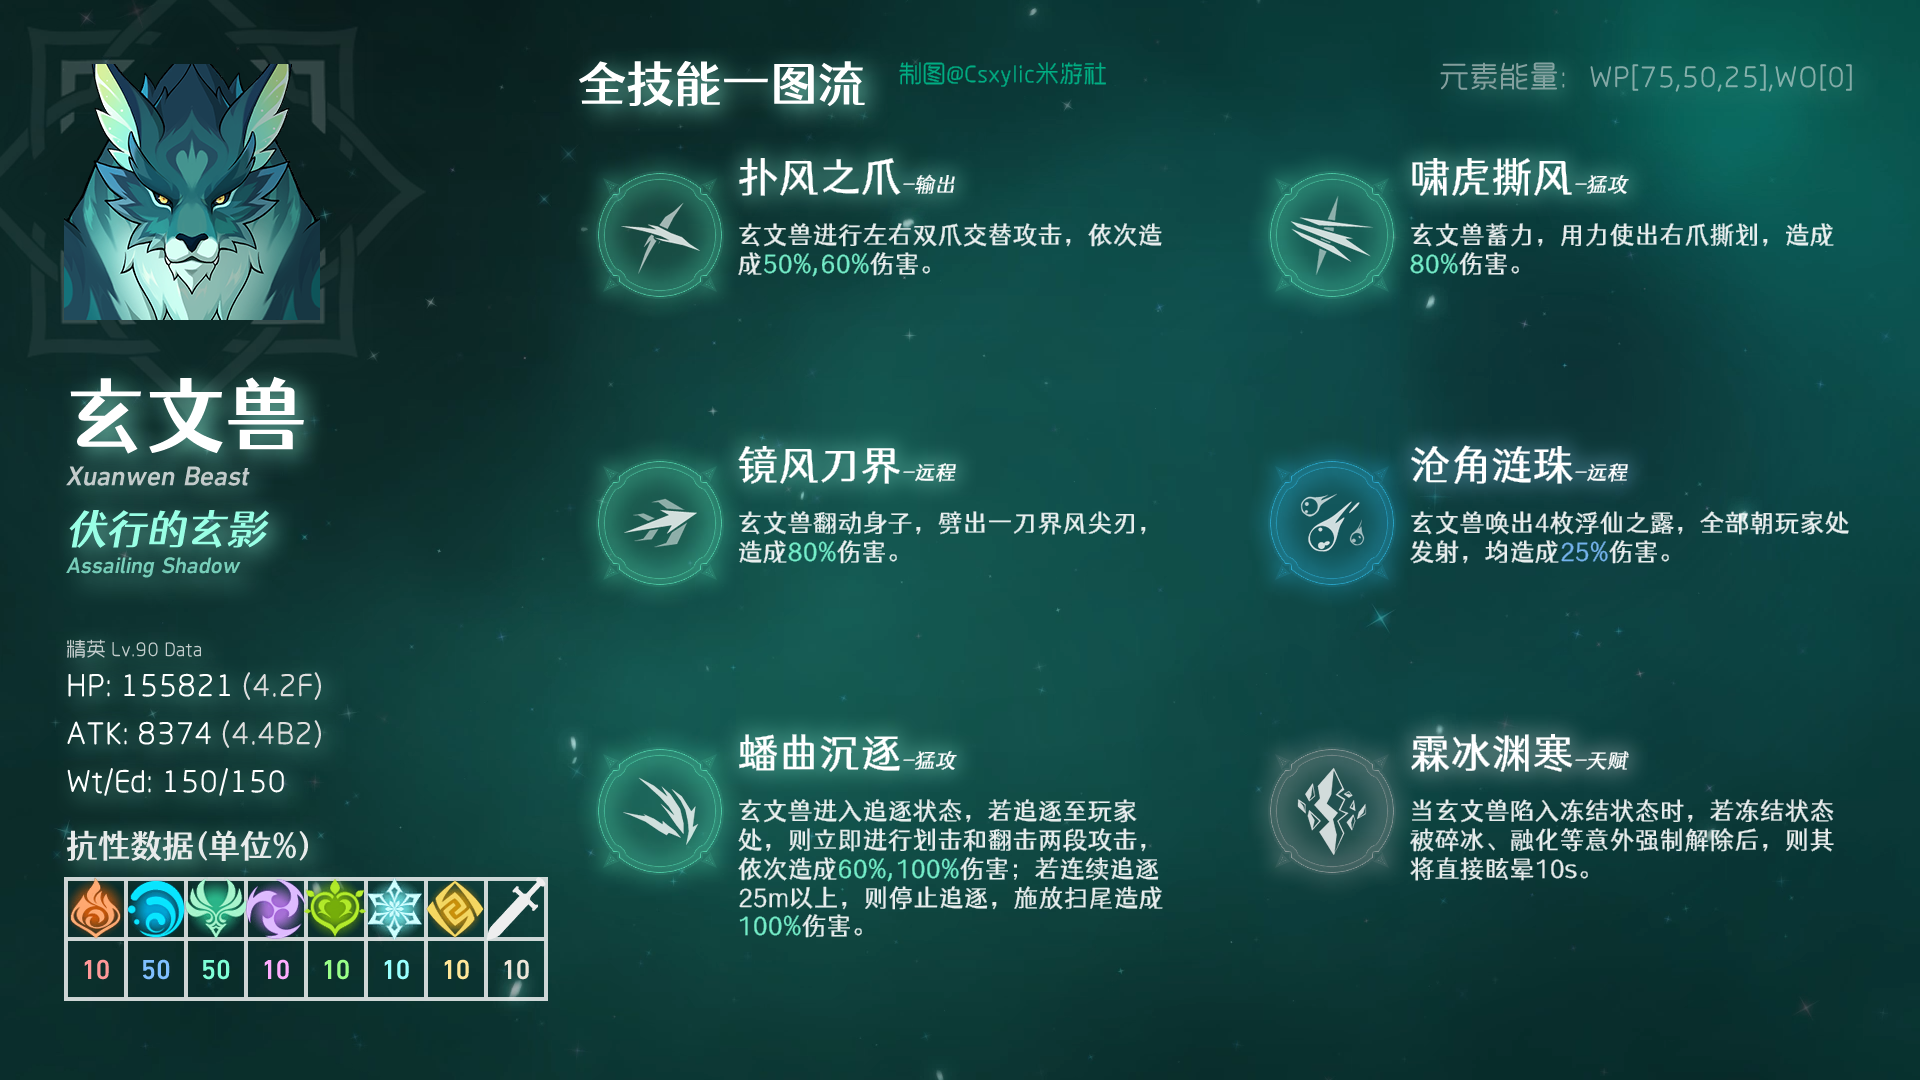 全技能一图流
制图@Csxylic米游社
元素能量: WP[75,50,25],WO[0]
玄文兽
Xuanwen Beast
伏行的玄影
Assailing Shadow
精英 Lv.90 Data
HP: 155821 (4.2F)
ATK: 8374 (4.4B2)
Wt/Ed: 150/150
抗性数据(单位%)
10 50 50 10 10 10 10 10
扑风之爪-输出
玄文兽进行左右双爪交替攻击，依次造
成50%,60%伤害。
啸虎撕风-猛攻
玄文兽蓄力，用力使出右爪撕划，造成
80%伤害。
镜风刀界-远程
玄文兽翻动身子，劈出一刀界风尖刃，
造成80%伤害。
沧角涟珠-远程
玄文兽唤出4枚浮仙之露，全部朝玩家处
发射，均造成25%伤害。
蟠曲沉逐-猛攻
玄文兽进入追逐状态，若追逐至玩家
处，则立即进行划击和翻击两段攻击，
依次造成60%,100%伤害；若连续追逐
25m以上，则停止追逐，施放扫尾造成
100%伤害。
霖冰渊寒-天赋
当玄文兽陷入冻结状态时，若冻结状态
被碎冰、融化等意外强制解除后，则其
将直接眩晕10s。